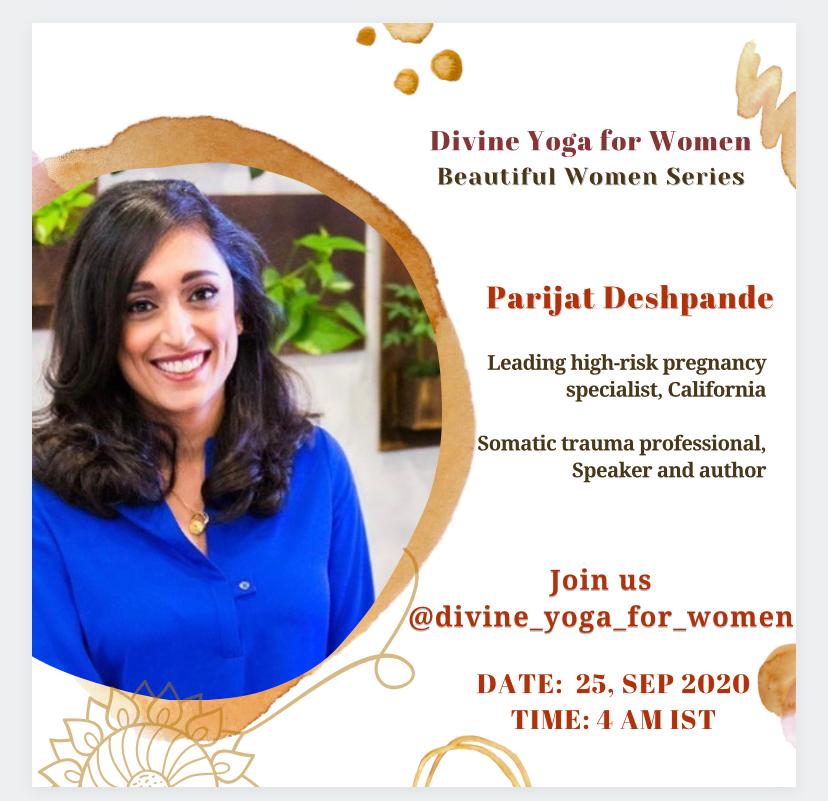 Divine Yoga for Women
Beautiful Women Series
Parijat Deshpande
Leading high-risk pregnancy
specialist, California
Somatic trauma professional,
Speaker and author
Join us
@divine_yoga_for_women
DATE: 25, SEP 2020
TIME: 4 AM IST